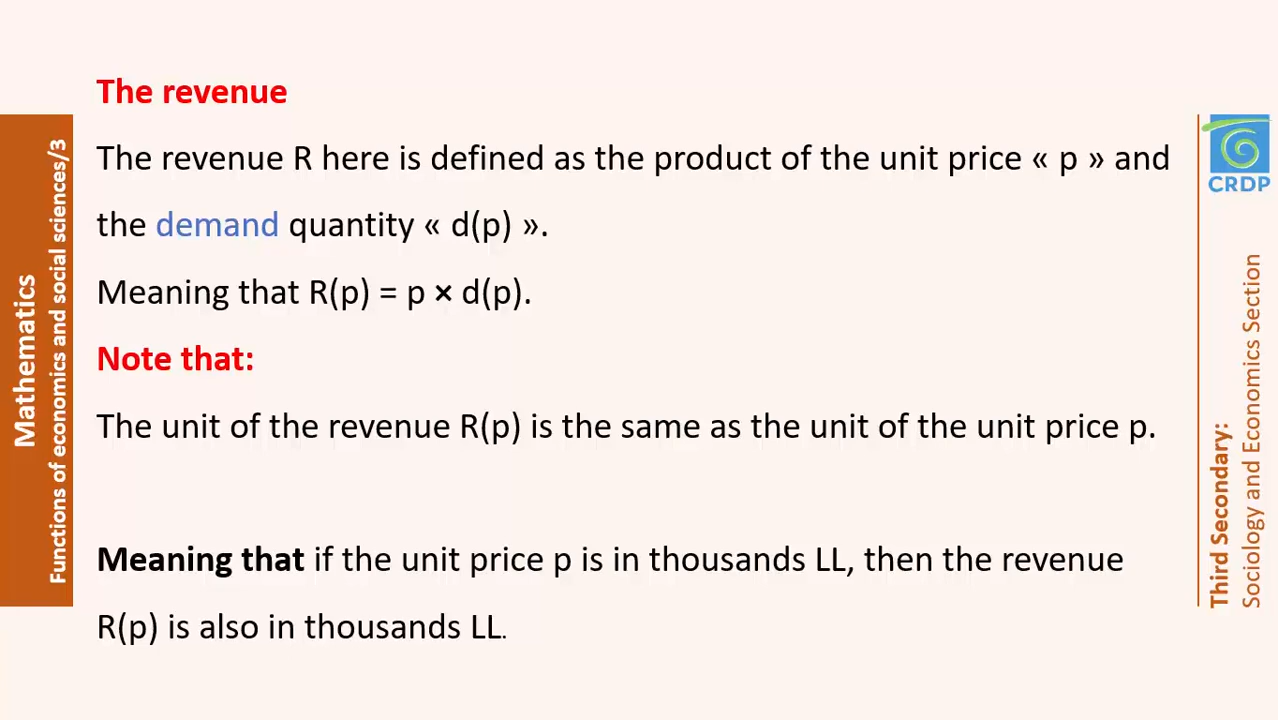 The revenue
The revenue R here is defined as the product of the unit price « p » and
the demand quantity « d(p) ».
Meaning that R(p) = p × d(p).
Note that:
The unit of the revenue R(p) is the same as the unit of the unit price p.
Meaning that if the unit price p is in thousands LL, then the revenue
R(p) is also in thousands LL.
Mathematics
Functions of economics and social sciences/3
CRDP
Third Secondary:
Sociology and Economics Section